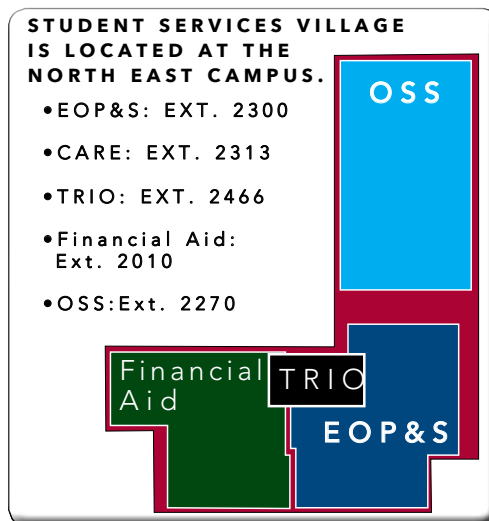 STUDENT SERVICES VILLAGE
IS LOCATED AT THE
NORTH EAST CAMPUS.
•EOP&S: EXT. 2300
•CARE: EXT. 2313
•TRIO: EXT. 2466
•Financial Aid:
Ext. 2010
•OSS:Ext. 2270
OSS
Financial
Aid
TRIO
EOP&S